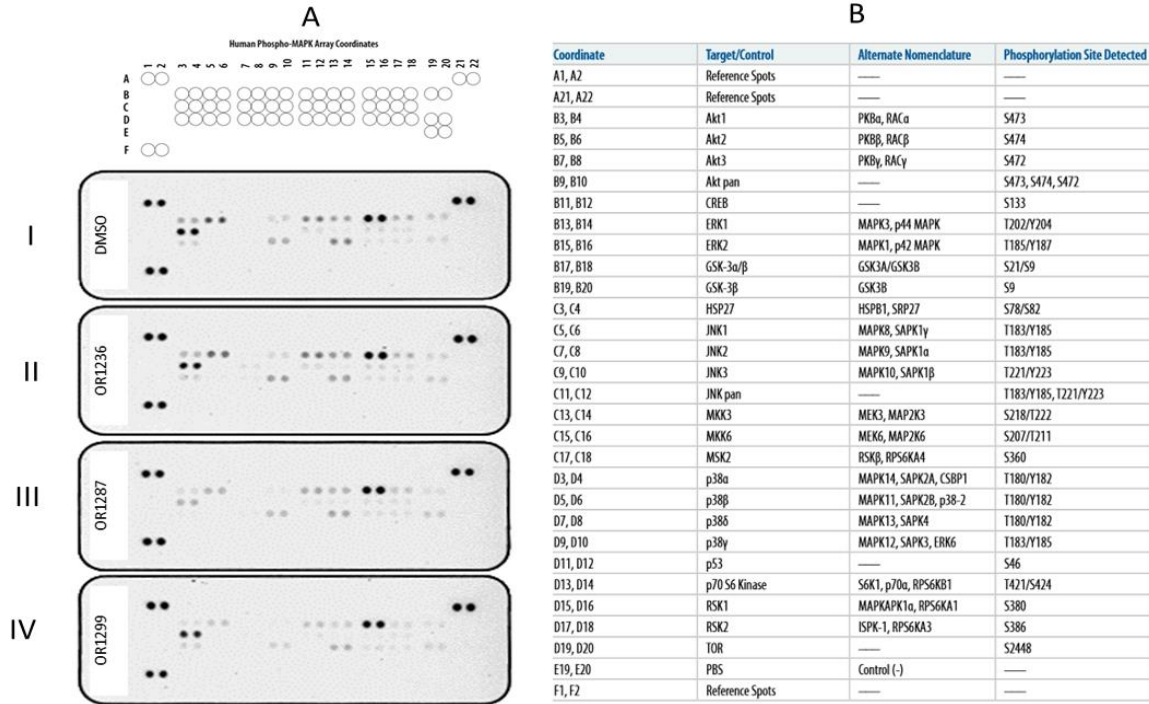 A
B
Human Phospho-MAPK Array Coordinates
1 2 3 4 5 6 7 8 9 10 11 12 13 14 15 16 17 18 19 20 21 22
A
B
C
D
E
F
I
DMSO
II
OR1236
III
OR1287
IV
OR1299
Coordinate Target/Control Alternate Nomenclature Phosphorylation Site Detected
A1, A2 Reference Spots —— ——
A21, A22 Reference Spots —— ——
B3, B4 Akt1 PKBα, RACα S473
B5, B6 Akt2 PKBβ, RACβ S474
B7, B8 Akt3 PKBγ, RACγ S472
B9, B10 Akt pan —— S473, S474, S472
B11, B12 CREB —— S133
B13, B14 ERK1 MAPK3, p44 MAPK T202/Y204
B15, B16 ERK2 MAPK1, p42 MAPK T185/Y187
B17, B18 GSK-3α/β GSK3A/GSK3B S21/S9
B19, B20 GSK-3β GSK3B S9
C3, C4 HSP27 HSPB1, SRP27 S78/S82
C5, C6 JNK1 MAPK8, SAPK1γ T183/Y185
C7, C8 JNK2 MAPK9, SAPK1α T183/Y185
C9, C10 JNK3 MAPK10, SAPK1β T221/Y223
C11, C12 JNK pan —— T183/Y185, T221/Y223
C13, C14 MKK3 MEK3, MAP2K3 S218/T222
C15, C16 MKK6 MEK6, MAP2K6 S207/T211
C17, C18 MSK2 RSKβ, RPS6KA4 S360
D3, D4 p38α MAPK14, SAPK2A, CSBP1 T180/Y182
D5, D6 p38β MAPK11, SAPK2B, p38-2 T180/Y182
D7, D8 p38δ MAPK13, SAPK4 T180/Y182
D9, D10 p38γ MAPK12, SAPK3, ERK6 T183/Y185
D11, D12 p53 —— S46
D13, D14 p70 S6 Kinase S6K1, p70α, RPS6KB1 T421/S424
D15, D16 RSK1 MAPKAPK1α, RPS6KA1 S380
D17, D18 RSK2 ISPK-1, RPS6KA3 S386
D19, D20 TOR —— S2448
E19, E20 PBS Control (-) ——
F1, F2 Reference Spots —— ——